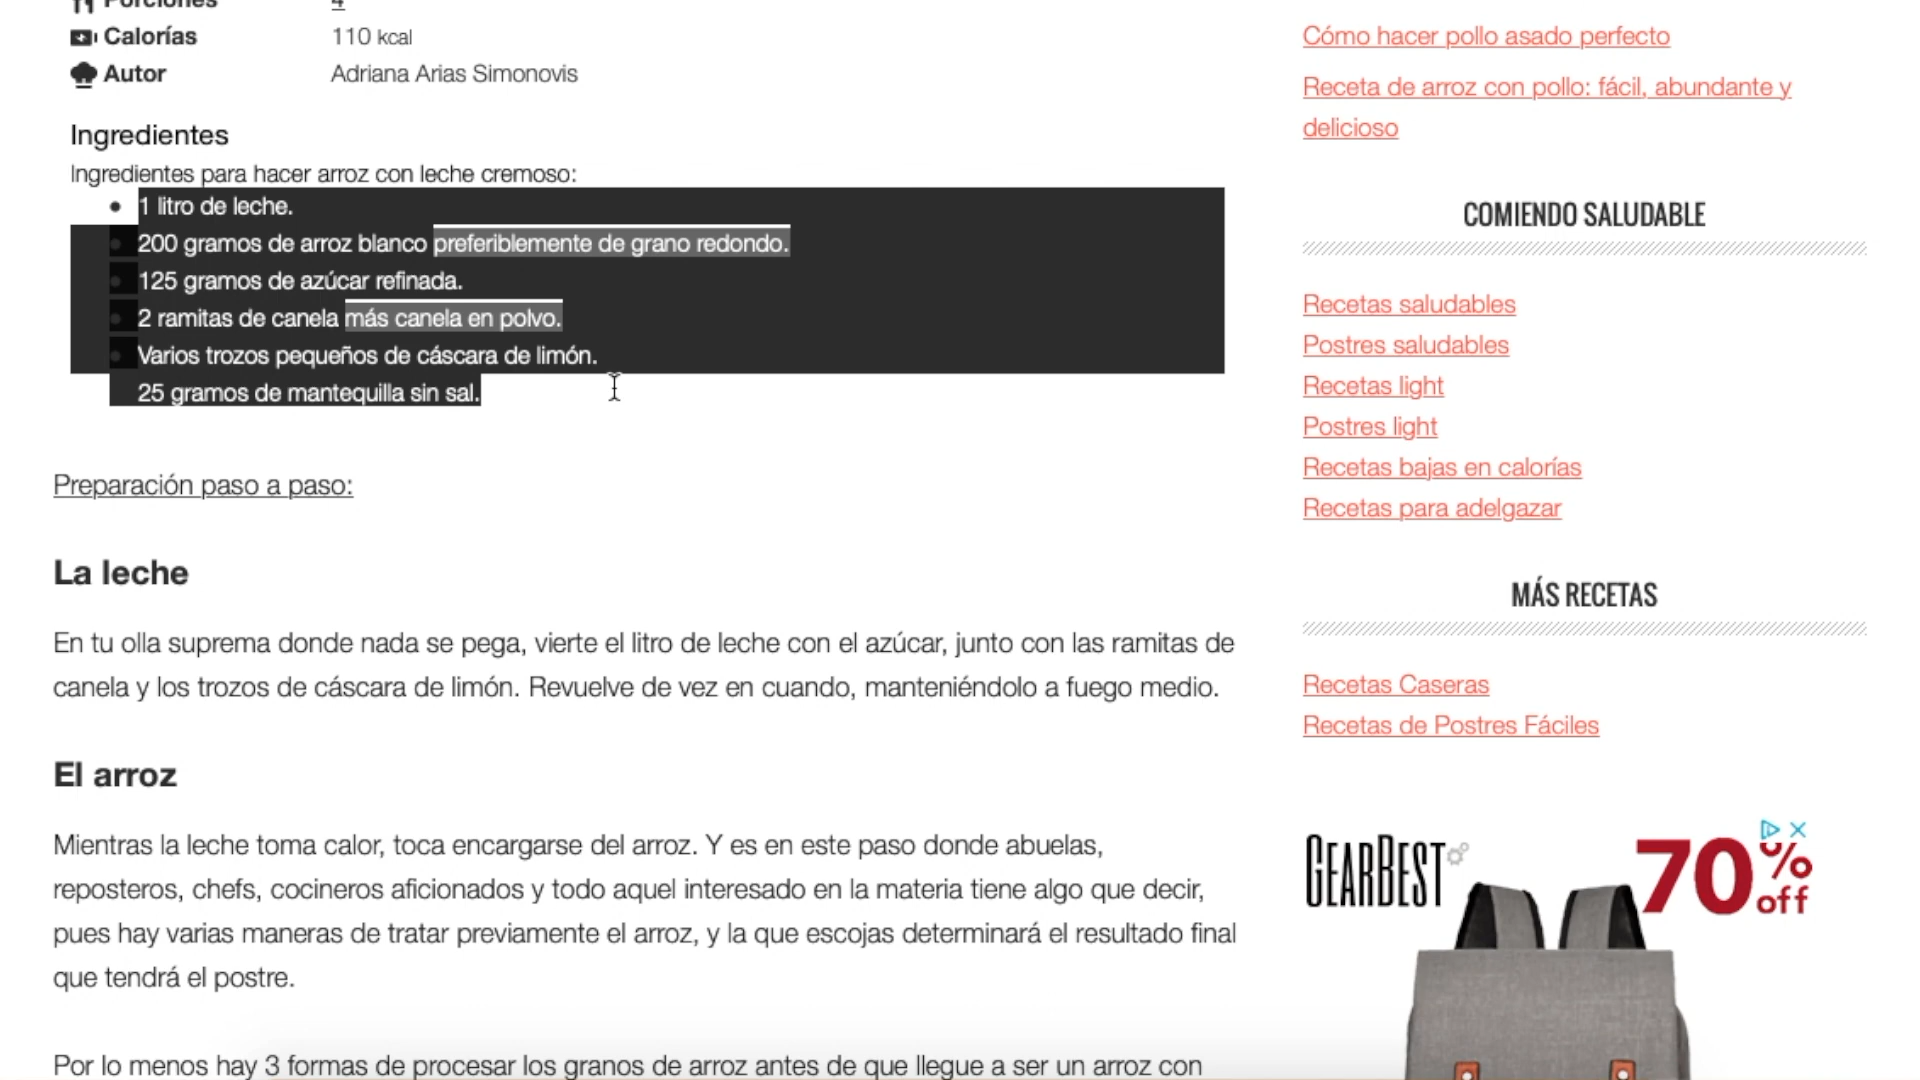 Porciones 4
Calorías 110 kcal
Autor Adriana Arias Simonovis
Ingredientes
Ingredientes para hacer arroz con leche cremoso:
1 litro de leche.
200 gramos de arroz blanco preferiblemente de grano redondo.
125 gramos de azúcar refinada.
2 ramitas de canela más canela en polvo.
Varios trozos pequeños de cáscara de limón.
25 gramos de mantequilla sin sal.
Preparación paso a paso:
La leche
En tu olla suprema donde nada se pega, vierte el litro de leche con el azúcar, junto con las ramitas de
canela y los trozos de cáscara de limón. Revuelve de vez en cuando, manteniéndolo a fuego medio.
El arroz
Mientras la leche toma calor, toca encargarse del arroz. Y es en este paso donde abuelas,
reposteros, chefs, cocineros aficionados y todo aquel interesado en la materia tiene algo que decir,
pues hay varias maneras de tratar previamente el arroz, y la que escojas determinará el resultado final
que tendrá el postre.
Por lo menos hay 3 formas de procesar los granos de arroz antes de que llegue a ser un arroz con
Cómo hacer pollo asado perfecto
Receta de arroz con pollo: fácil, abundante y
delicioso
COMIENDO SALUDABLE
Recetas saludables
Postres saludables
Recetas light
Postres light
Recetas bajas en calorías
Recetas para adelgazar
MÁS RECETAS
Recetas Caseras
Recetas de Postres Fáciles
GEARBEST
70% off